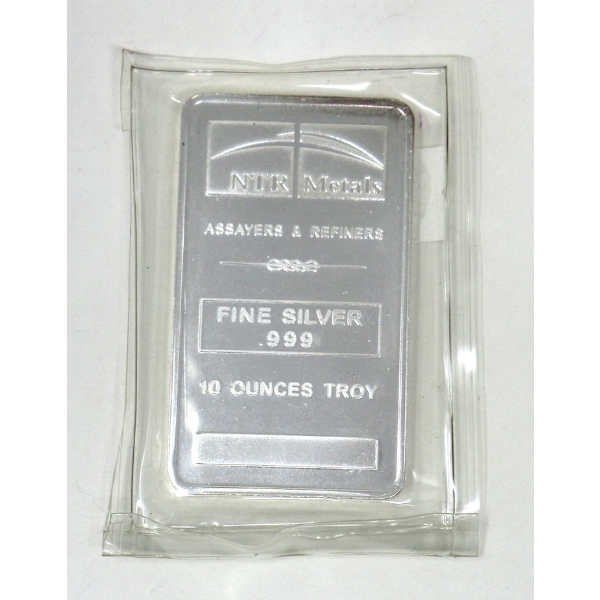 NTR Metals
ASSAYERS & REFINERS
FINE SILVER
.999
10 OUNCES TROY